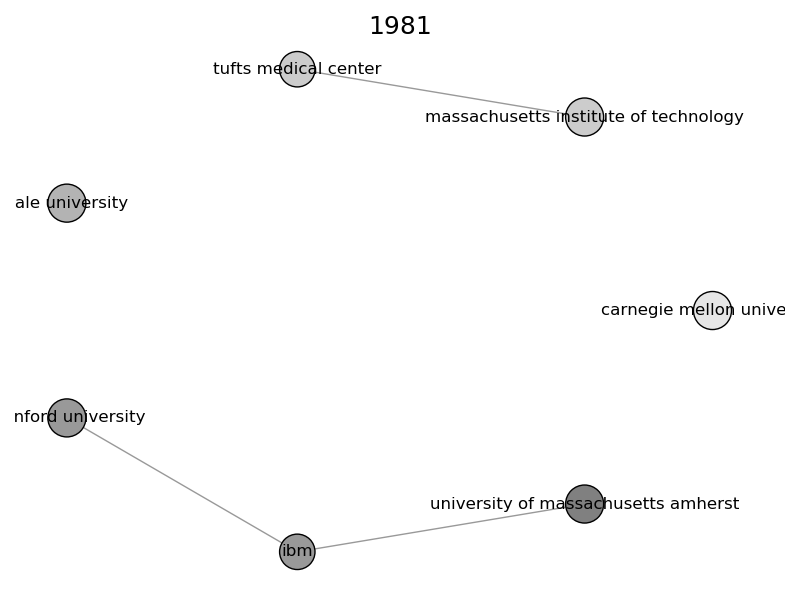 1981
tufts medical center
massachusetts institute of technology
ale university
carnegie mellon unive
nford university
university of massachusetts amherst
ibm